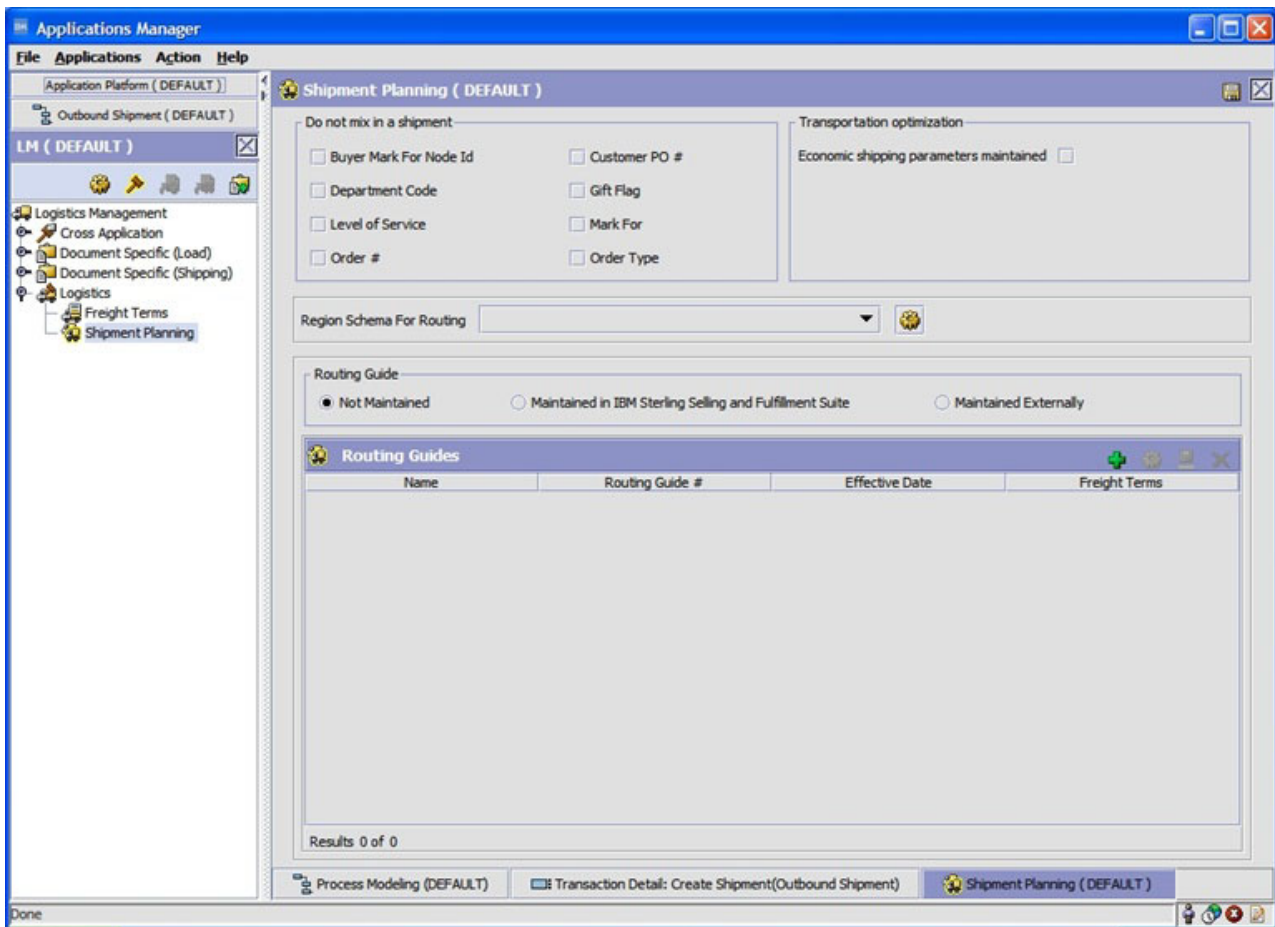 Applications Manager
File Applications Action Help
Application Platform ( DEFAULT )
Outbound Shipment ( DEFAULT )
LM ( DEFAULT )
Logistics Management
Cross Application
Document Specific (Load)
Document Specific (Shipping)
Logistics
Freight Terms
Shipment Planning
Shipment Planning ( DEFAULT )
Do not mix in a shipment
Buyer Mark For Node Id
Customer PO #
Department Code
Gift Flag
Level of Service
Mark For
Order #
Order Type
Transportation optimization
Economic shipping parameters maintained
Region Schema For Routing
Routing Guide
Not Maintained
Maintained in IBM Sterling Selling and Fulfillment Suite
Maintained Externally
Routing Guides
Name Routing Guide # Effective Date Freight Terms
Results 0 of 0
Process Modeling (DEFAULT)
Transaction Detail: Create Shipment(Outbound Shipment)
Shipment Planning ( DEFAULT )
Done